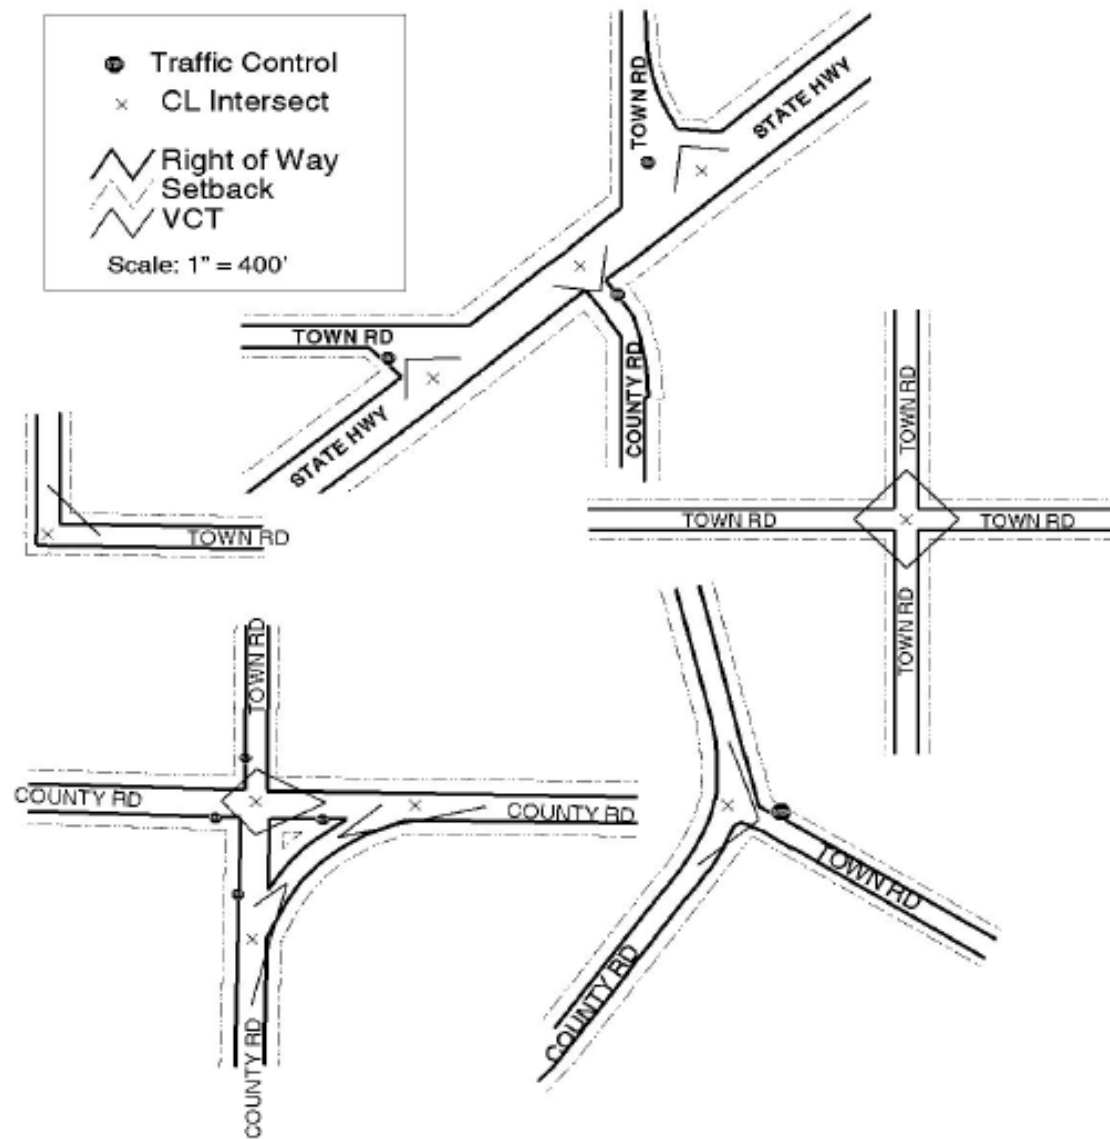 Traffic Control
CL Intersect
Right of Way
Setback
VCT
Scale: 1" = 400'
TOWN RD
STATE HWY
TOWN RD
STATE HWY
COUNTY RD
TOWN RD
TOWN RD
TOWN RD
TOWN RD
TOWN RD
TOWN RD
COUNTY RD
COUNTY RD
COUNTY RD
TOWN RD
COUNTY RD